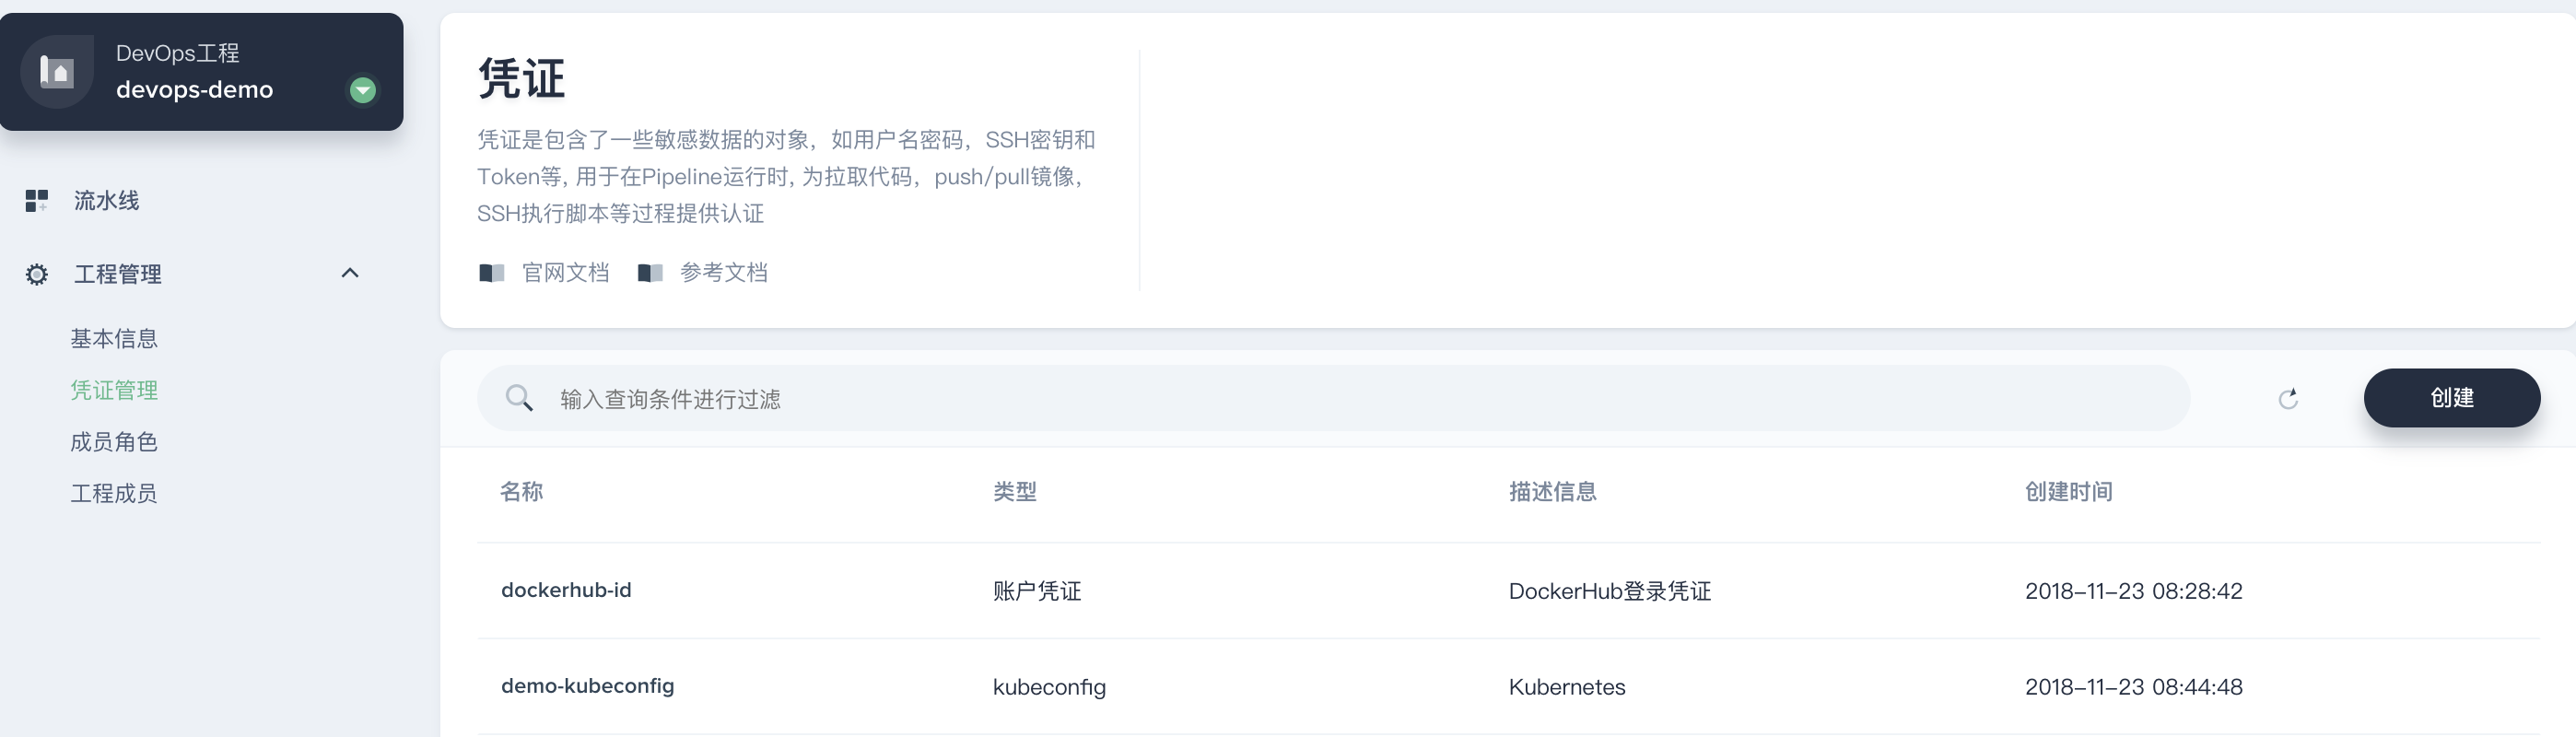 DevOps工程
devops-demo
流水线
工程管理
基本信息
凭证管理
成员角色
工程成员
凭证
凭证是包含了一些敏感数据的对象，如用户名密码，SSH密钥和
Token等, 用于在Pipeline运行时, 为拉取代码，push/pull镜像，
SSH执行脚本等过程提供认证
官网文档 参考文档
输入查询条件进行过滤 创建
名称 类型 描述信息 创建时间
dockerhub-id 账户凭证 DockerHub登录凭证 2018-11-23 08:28:42
demo-kubeconfig kubeconfig Kubernetes 2018-11-23 08:44:48